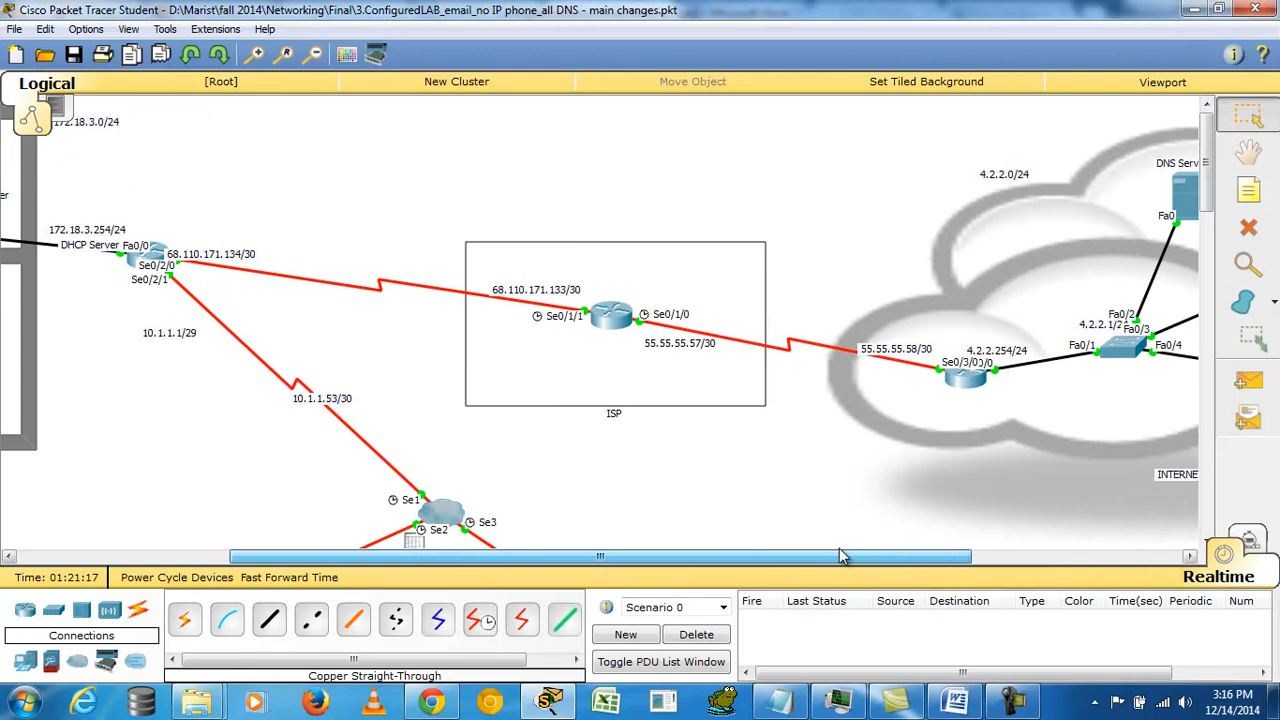 Cisco Packet Tracer Student - D:\Marist\fall 2014\Networking\Final\3.ConfiguredLAB_email_no IP phone_all DNS - main changes.pkt
File Edit Options View Tools Extensions Help
Logical [Root] New Cluster Move Object Set Tiled Background Viewport
172.18.3.0/24
DNS Serv
4.2.2.0/24
Fa0
172.18.3.254/24
DHCP Server Fa0/0
68.110.171.134/30
Se0/2/0
Se0/2/1
68.110.171.133/30
Se0/1/1
Se0/1/0
55.55.55.57/30
10.1.1.1/29
Fa0/2
4.2.2.1/2
Fa0/3
Fa0/1
Fa0/4
55.55.55.58/30
4.2.2.254/24
Se0/3/0
10.1.1.53/30
ISP
INTERNE
Se1
Se2
Se3
Time: 01:21:17 Power Cycle Devices Fast Forward Time
Realtime
Connections
Copper Straight-Through
Scenario 0
New Delete
Toggle PDU List Window
Fire Last Status Source Destination Type Color Time(sec) Periodic Num
3:16 PM
12/14/2014